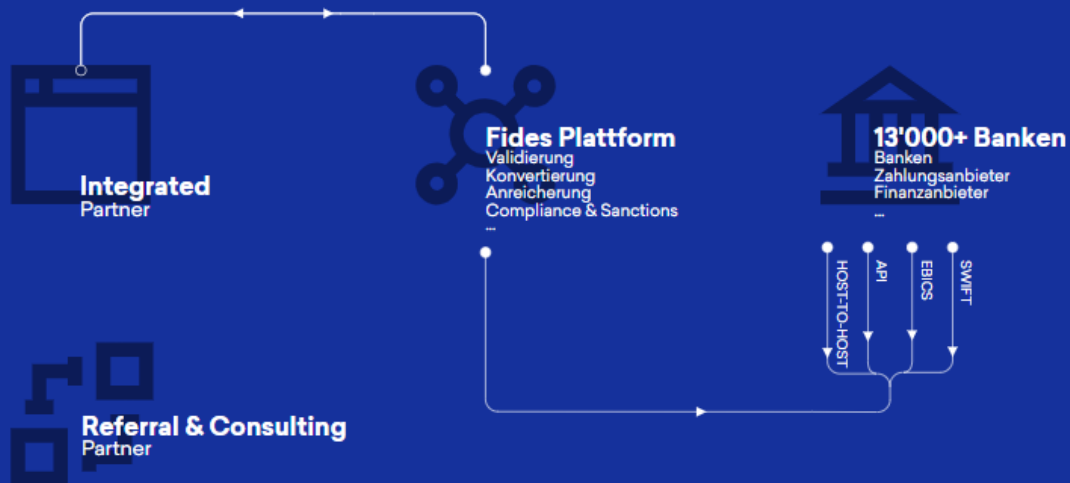 Integrated
Partner
Fides Plattform
Validierung
Konvertierung
Anreicherung
Compliance & Sanctions
...
13'000+ Banken
Banken
Zahlungsanbieter
Finanzanbieter
...
HOST-TO-HOST
API
EBICS
SWIFT
Referral & Consulting
Partner